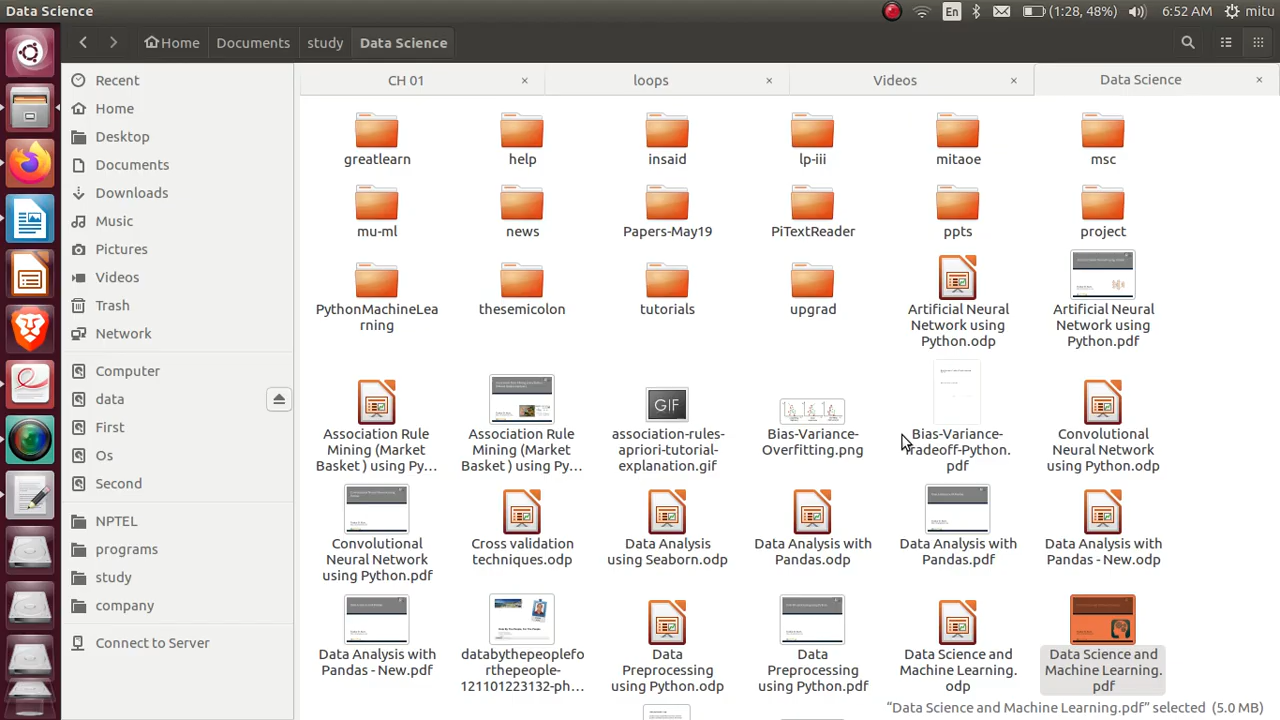 Data Science
En
(1:28, 48%)
6:52 AM
mitu
Home
Documents
study
Data Science
CH 01
loops
Videos
Data Science
Recent
Home
Desktop
Documents
Downloads
Music
Pictures
Videos
Trash
Network
Computer
data
First
Os
Second
NPTEL
programs
study
company
Connect to Server
greatlearn
help
insaid
lp-iii
mitaoe
msc
mu-ml
news
Papers-May19
PiTextReader
ppts
project
PythonMachineLea
rning
thesemicolon
tutorials
upgrad
Artificial Neural
Network using
Python.odp
Artificial Neural
Network using
Python.pdf
Association Rule
Mining (Market
Basket ) using Py...
Association Rule
Mining (Market
Basket ) using Py...
GIF
association-rules-
apriori-tutorial-
explanation.gif
Bias-Variance-
Overfitting.png
Bias-Variance-
Tradeoff-Python.
pdf
Convolutional
Neural Network
using Python.odp
Convolutional
Neural Network
using Python.pdf
Cross validation
techniques.odp
Data Analysis
using Seaborn.odp
Data Analysis with
Pandas.odp
Data Analysis with
Pandas.pdf
Data Analysis with
Pandas - New.odp
Data Analysis with
Pandas - New.pdf
databythepeoplefo
rthepeople-
121101223132-ph...
Data
Preprocessing
using Python.odp
Data
Preprocessing
using Python.pdf
Data Science and
Machine Learning.
odp
Data Science and
Machine Learning.
pdf
“Data Science and Machine Learning.pdf” selected (5.0 MB)